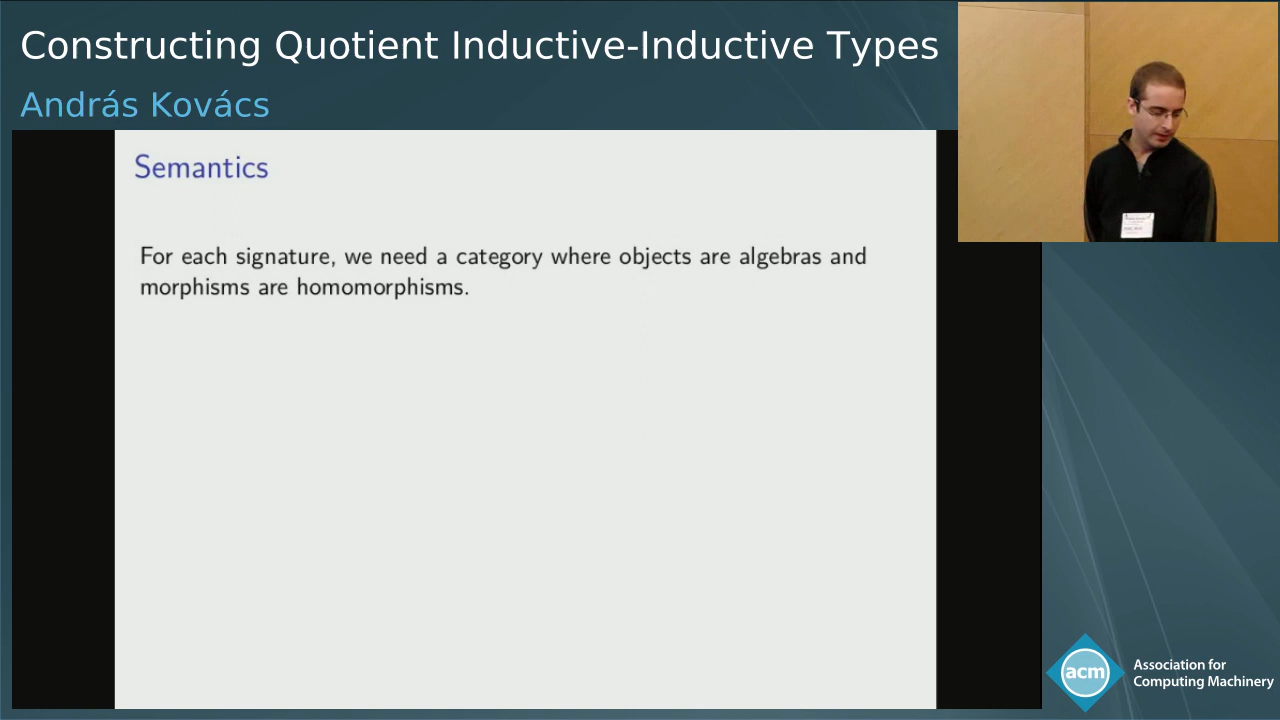 Constructing Quotient Inductive-Inductive Types
András Kovács
Semantics
For each signature, we need a category where objects are algebras and
morphisms are homomorphisms.
acm
Association for
Computing Machinery